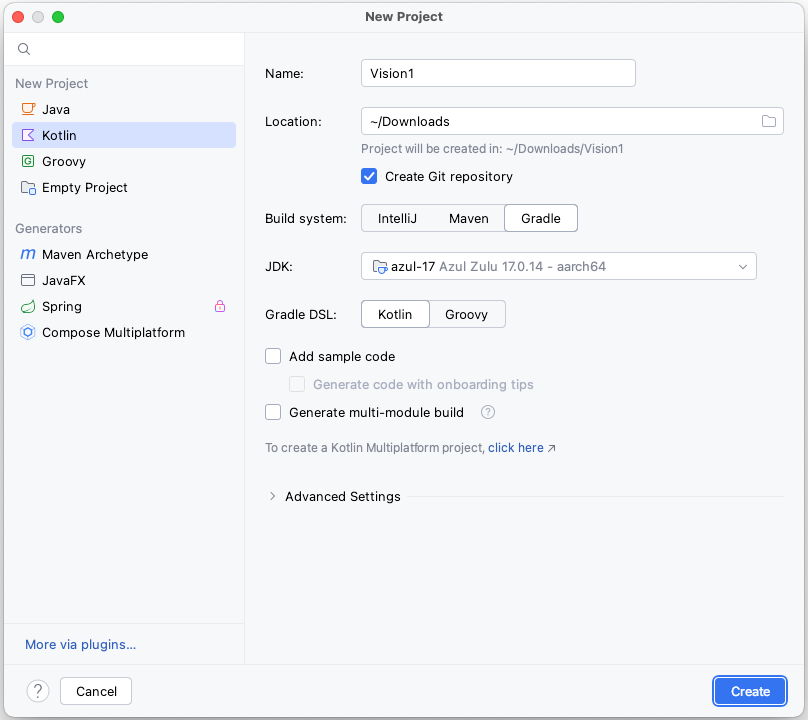 New Project
New Project
Java
Kotlin
Groovy
Empty Project
Generators
Maven Archetype
JavaFX
Spring
Compose Multiplatform
More via plugins...
Name: Vision1
Location: ~/Downloads
Project will be created in: ~/Downloads/Vision1
Create Git repository
Build system: IntelliJ Maven Gradle
JDK: azul-17 Azul Zulu 17.0.14 - aarch64
Gradle DSL: Kotlin Groovy
Add sample code
Generate code with onboarding tips
Generate multi-module build ?
To create a Kotlin Multiplatform project, click here ↗
Advanced Settings
? Cancel Create